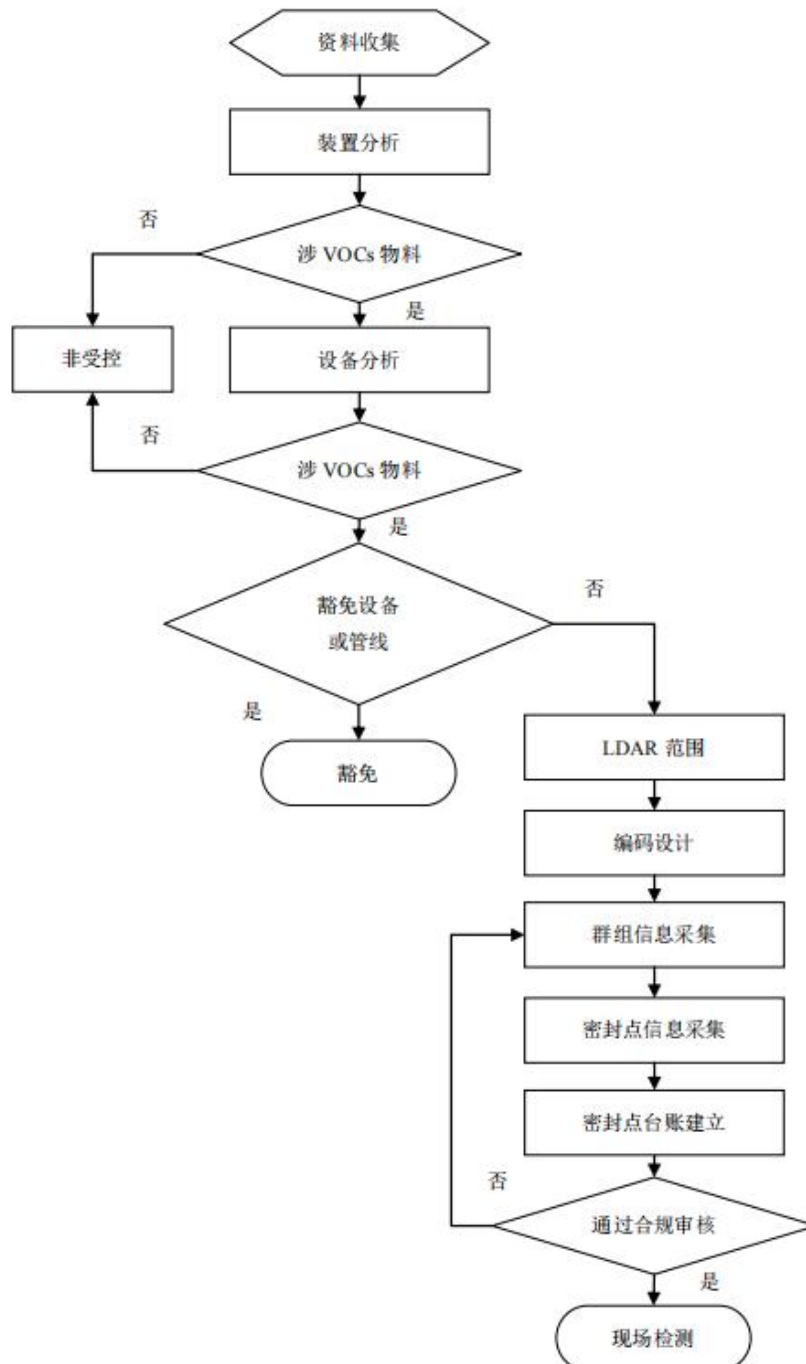 资料收集
装置分析
否
涉 VOCs 物料
是
非受控
设备分析
否
涉 VOCs 物料
是
豁免设备
或管线
否
是
豁免
LDAR 范围
编码设计
群组信息采集
密封点信息采集
密封点台账建立
否
通过合规审核
是
现场检测